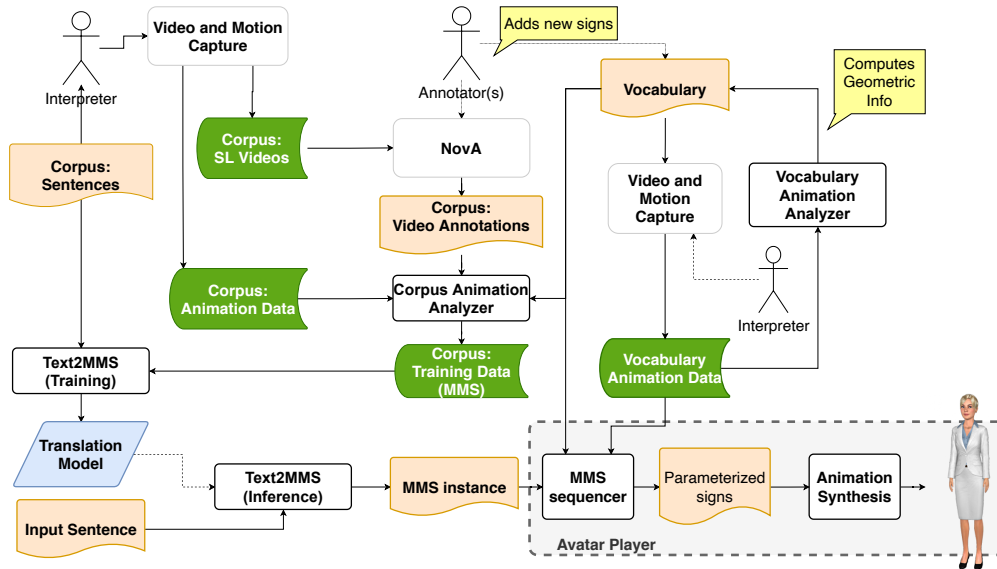 Video and Motion
Capture
Adds new signs
Interpreter
Annotator(s)
Computes
Geometric
Info
Vocabulary
Corpus:
SL Videos
NovA
Corpus:
Sentences
Video and
Motion
Capture
Vocabulary
Animation
Analyzer
Corpus:
Video Annotations
Corpus:
Animation Data
Corpus Animation
Analyzer
Interpreter
Text2MMS
(Training)
Corpus:
Training Data
(MMS)
Vocabulary
Animation Data
Translation
Model
Text2MMS
(Inference)
MMS instance
MMS
sequencer
Parameterized
signs
Animation
Synthesis
Input Sentence
Avatar Player